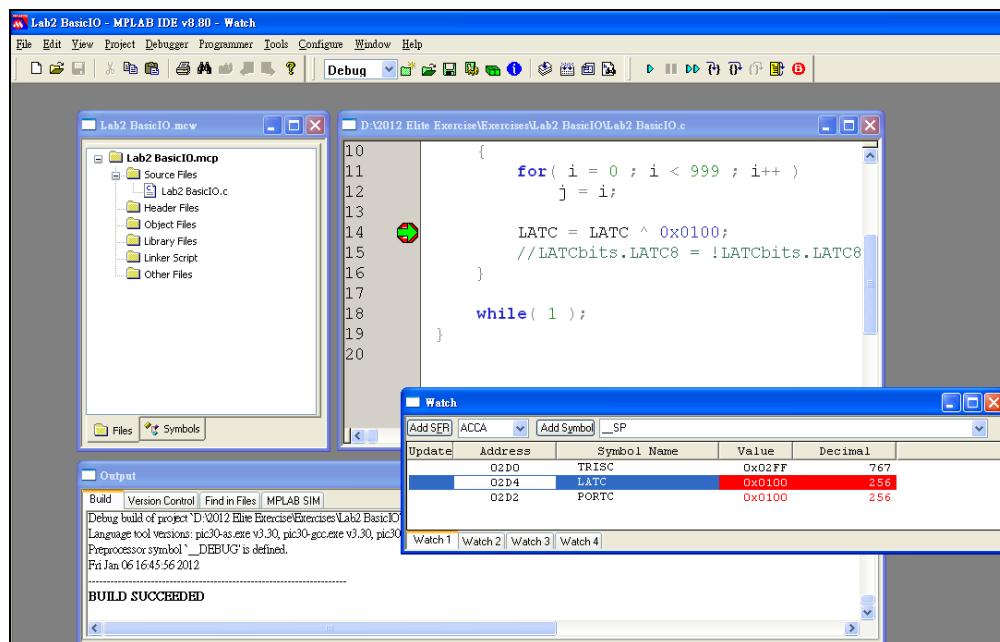 Lab2 BasicIO - MPLAB IDE v8.80 - Watch
File Edit View Project Debugger Programmer Tools Configure Window Help
Debug
Lab2 BasicIO.mcw
Lab2 BasicIO.mcp
Source Files
Lab2 BasicIO.c
Header Files
Object Files
Library Files
Linker Script
Other Files
Files Symbols
D:\2012 Elite Exercise\Exercises\Lab2 BasicIO\Lab2 BasicIO.c
10 {
11 for( i = 0 ; i < 999 ; i++ )
12 j = i;
13
14 LATC = LATC ^ 0x0100;
15 //LATCbits.LATC8 = !LATCbits.LATC8
16 }
17
18 while( 1 );
19 }
20
Watch
Add SFR ACCA Add Symbol __SP
Update Address Symbol Name Value Decimal
02D0 TRISC 0x02FF 767
02D4 LATC 0x0100 256
02D2 PORTC 0x0100 256
Watch 1 Watch 2 Watch 3 Watch 4
Output
Build Version Control Find in Files MPLAB SIM
Debug build of project `D:\2012 Elite Exercise\Exercises\Lab2 BasicIO\
Language tool versions: pic30-as.exe v3.30, pic30-gcc.exe v3.30, pic30
Preprocessor symbol `__DEBUG' is defined.
Fri Jan 06 16:45:56 2012
----------------------------------------------------------------------
BUILD SUCCEEDED